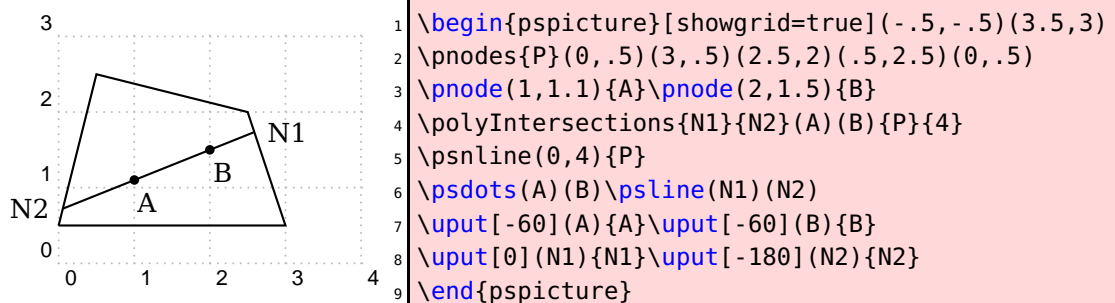 3
2
1
0
0 1 2 3 4
N1
B
A
N2
1 \begin{pspicture}[showgrid=true](-.5,-.5)(3.5,3)
2 \pnodes{P}(0,.5)(3,.5)(2.5,2)(.5,2.5)(0,.5)
3 \pnode(1,1.1){A}\pnode(2,1.5){B}
4 \polyIntersections{N1}{N2}(A)(B){P}{4}
5 \psnline(0,4){P}
6 \psdots(A)(B)\psline(N1)(N2)
7 \uput[-60](A){A}\uput[-60](B){B}
8 \uput[0](N1){N1}\uput[-180](N2){N2}
9 \end{pspicture}